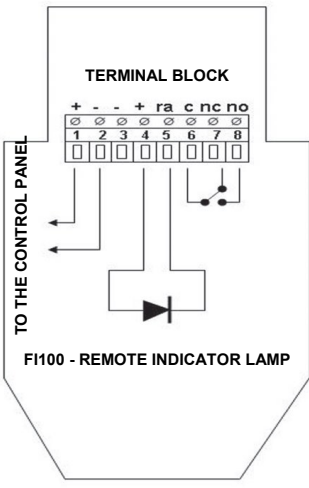 TERMINAL BLOCK
+ - - + ra c nc no
1 2 3 4 5 6 7 8
TO THE CONTROL PANEL
FI100 - REMOTE INDICATOR LAMP